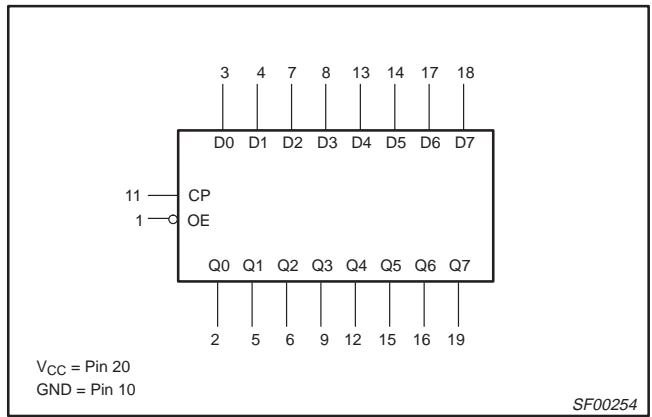 3 4 7 8 13 14 17 18
D0 D1 D2 D3 D4 D5 D6 D7
11 CP
1 OE
Q0 Q1 Q2 Q3 Q4 Q5 Q6 Q7
2 5 6 9 12 15 16 19
VCC = Pin 20
GND = Pin 10
SF00254